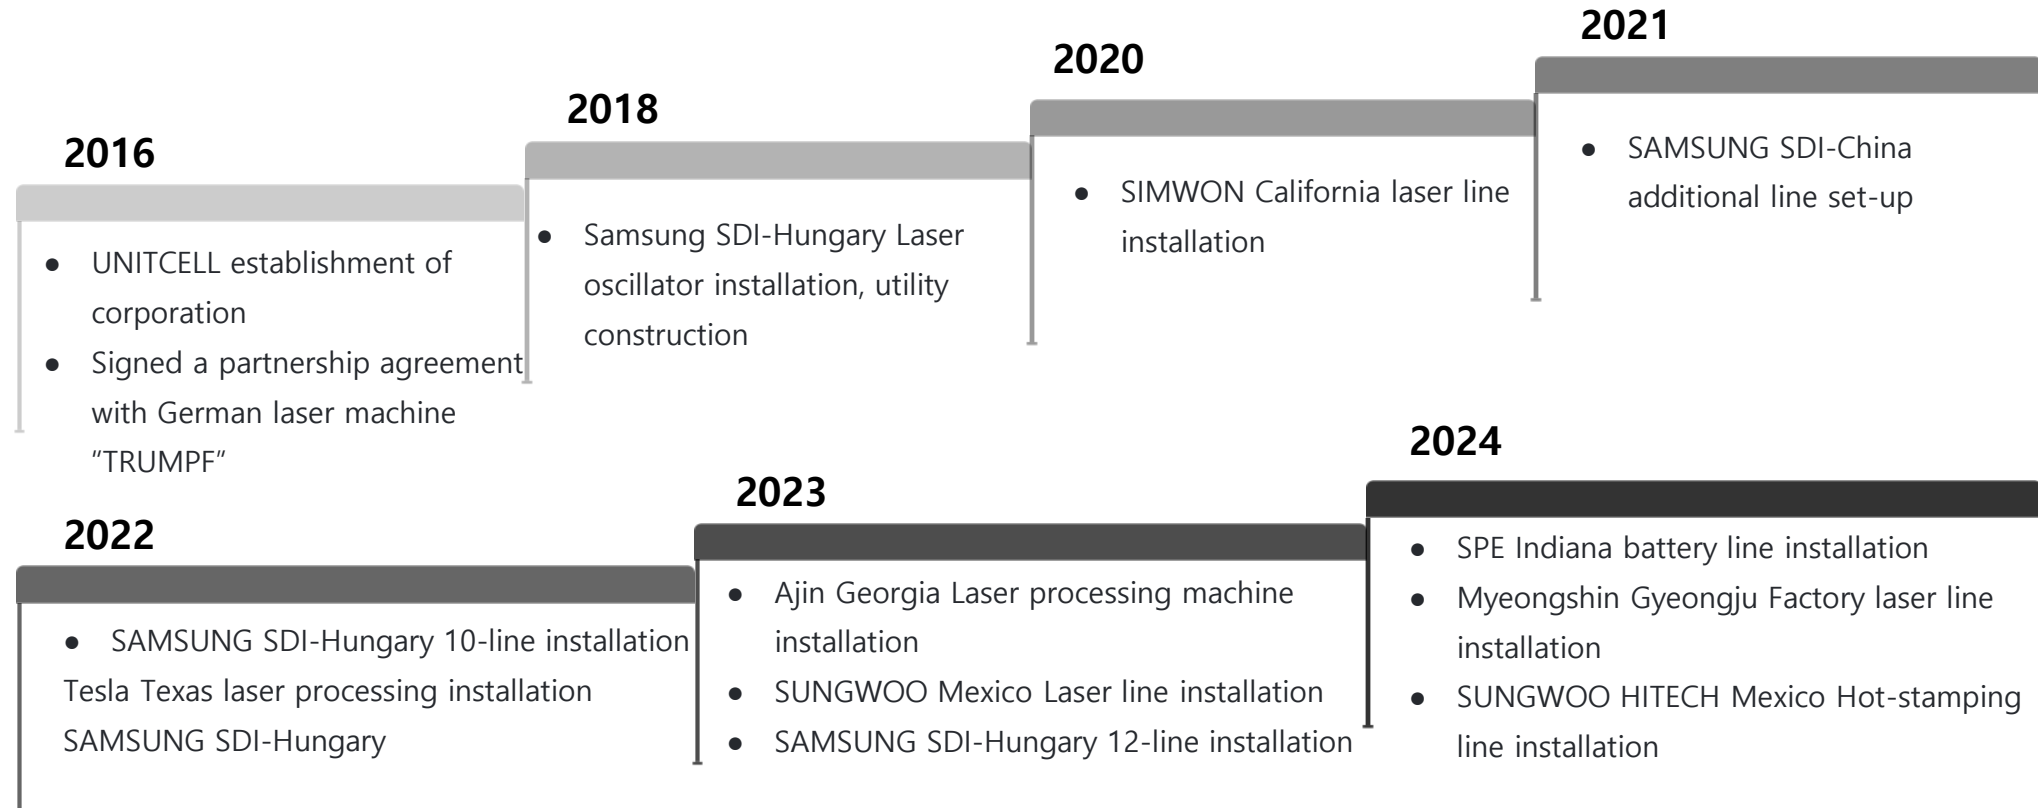 2016
● UNITCELL establishment of
corporation
● Signed a partnership agreement
with German laser machine
“TRUMPF”
2018
● Samsung SDI-Hungary Laser
oscillator installation, utility
construction
2020
● SIMWON California laser line
installation
2021
● SAMSUNG SDI-China
additional line set-up
2022
● SAMSUNG SDI-Hungary 10-line installation
Tesla Texas laser processing installation
SAMSUNG SDI-Hungary
2023
● Ajin Georgia Laser processing machine
installation
● SUNGWOO Mexico Laser line installation
● SAMSUNG SDI-Hungary 12-line installation
2024
● SPE Indiana battery line installation
● Myeongshin Gyeongju Factory laser line
installation
● SUNGWOO HITECH Mexico Hot-stamping
line installation